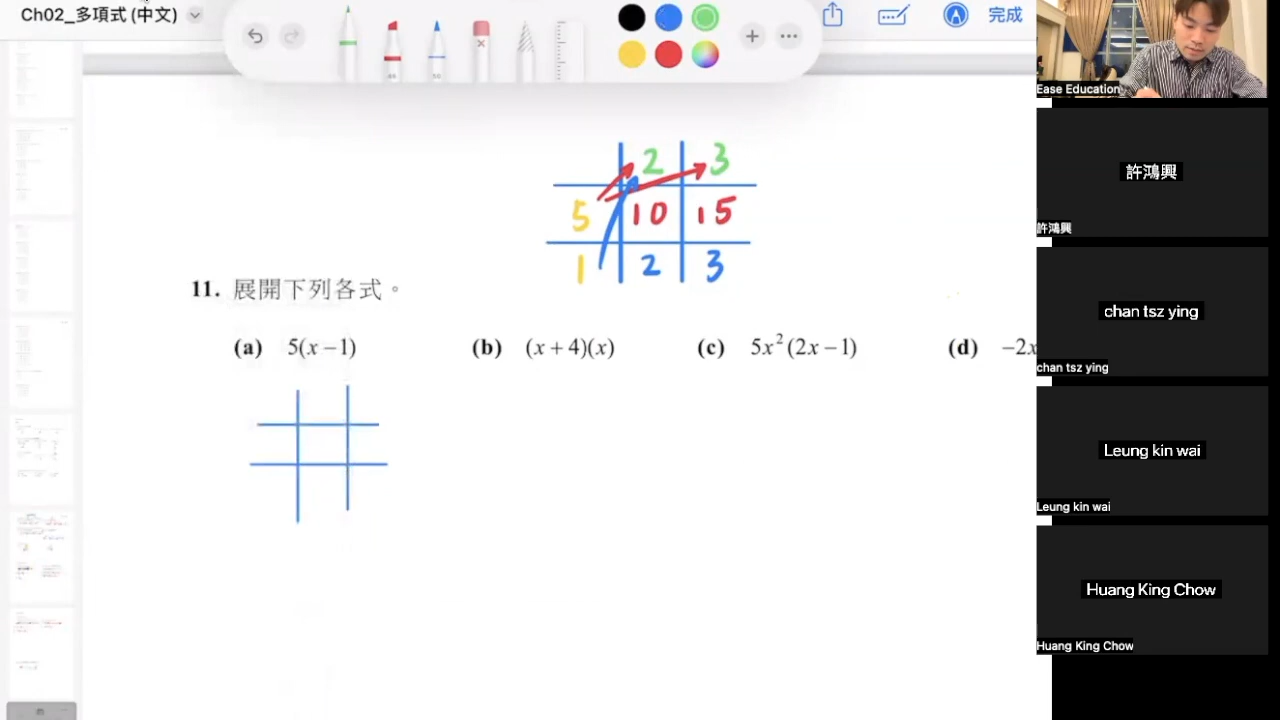 Ch02_多項式 (中文)
完成
Ease Education
2 3
5 10 15
1 2 3
11. 展開下列各式。
(a) 5(x−1) (b) (x+4)(x) (c) 5x²(2x−1) (d) −2x
許鴻興
許鴻興
chan tsz ying
chan tsz ying
Leung kin wai
Leung kin wai
Huang King Chow
Huang King Chow